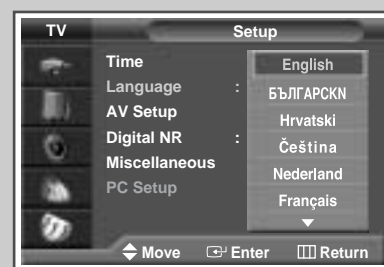 TV Setup
Time
Language :
AV Setup
Digital NR :
Miscellaneous
PC Setup
English
БЪЛГАРСКN
Hrvatski
Čeština
Nederland
Français
Move Enter Return